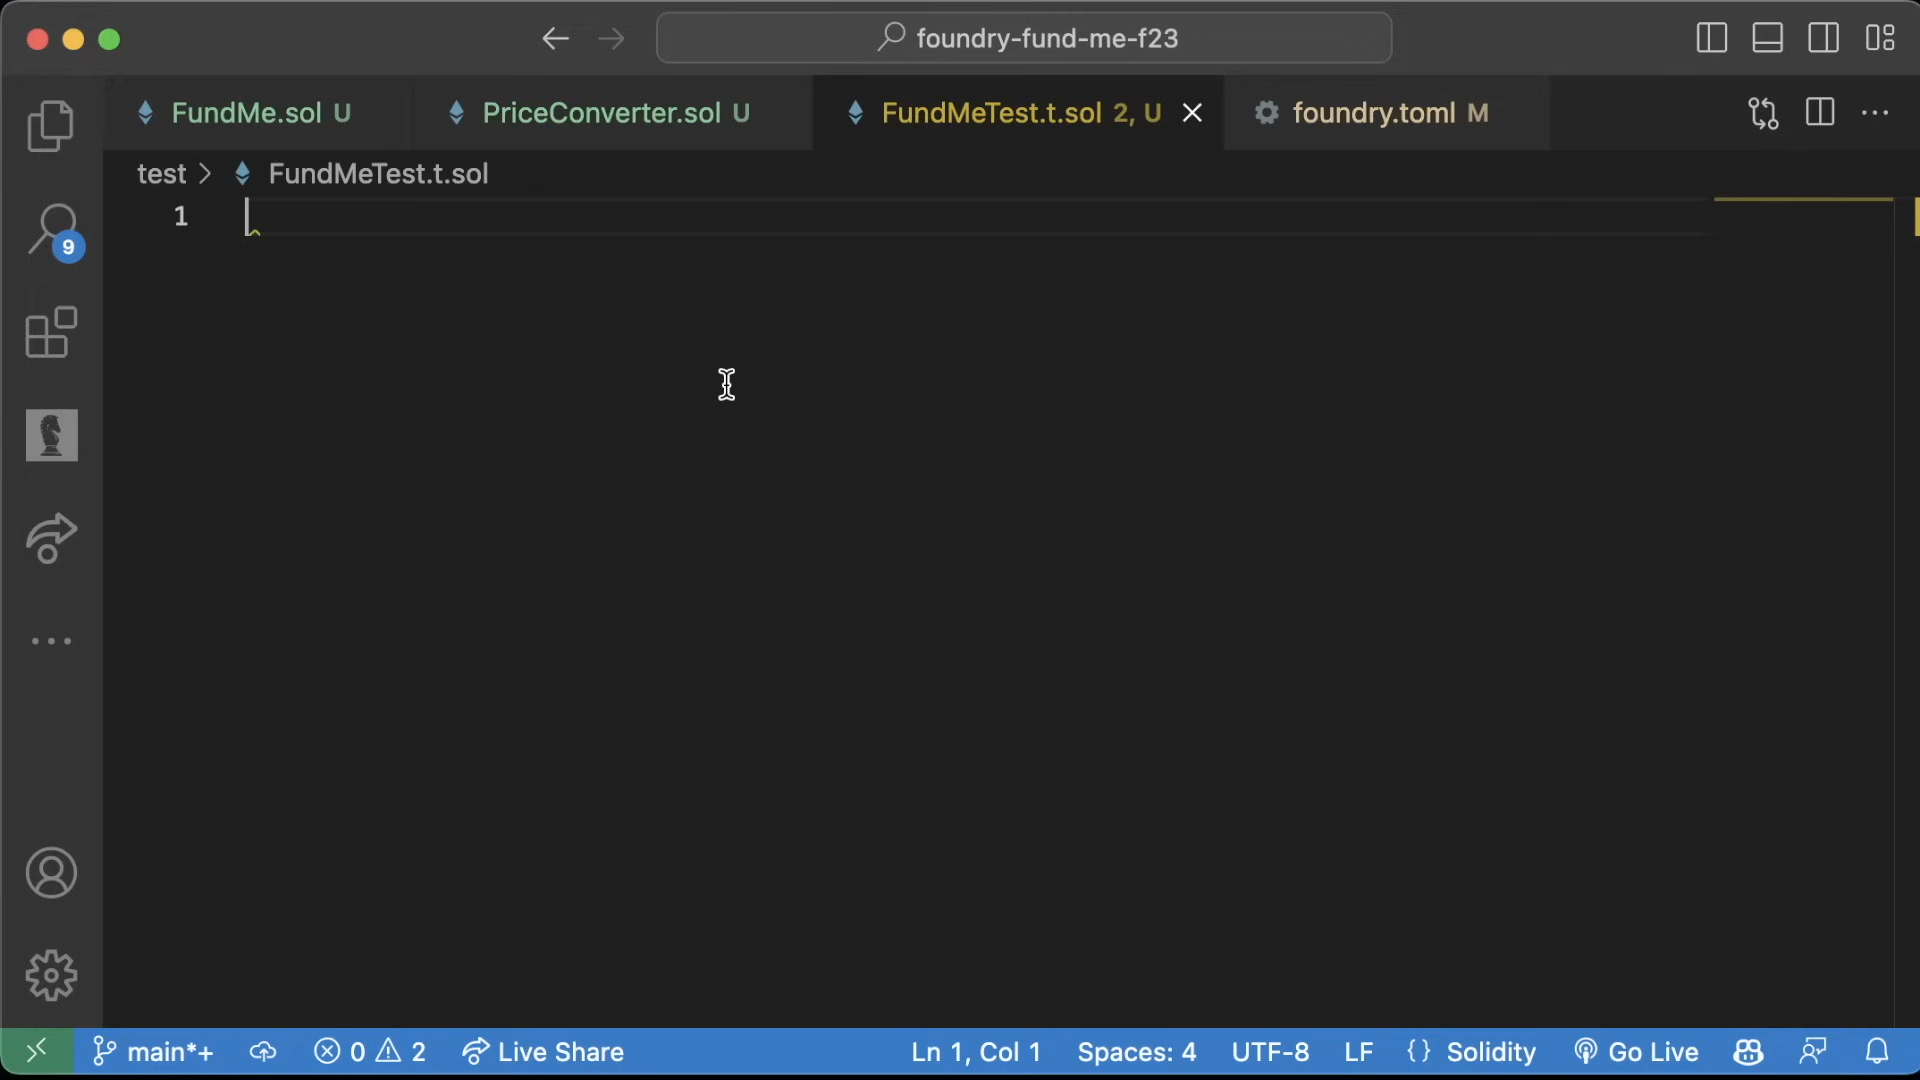 foundry-fund-me-f23
FundMe.sol U
PriceConverter.sol U
FundMeTest.t.sol 2, U
foundry.toml M
test > FundMeTest.t.sol
1
9
main*+
0
2
Live Share
Ln 1, Col 1
Spaces: 4
UTF-8
LF
{} Solidity
Go Live